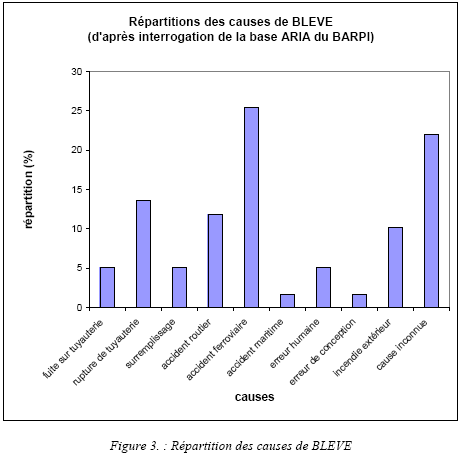 Répartitions des causes de BLEVE
(d'après interrogation de la base ARIA du BARPI)
répartition (%)
30
25
20
15
10
5
0
fuite sur tuyauterie
rupture de tuyauterie
surremplissage
accident routier
accident ferroviaire
accident maritime
erreur humaine
erreur de conception
incendie extérieur
cause inconnue
causes
Figure 3. : Répartition des causes de BLEVE